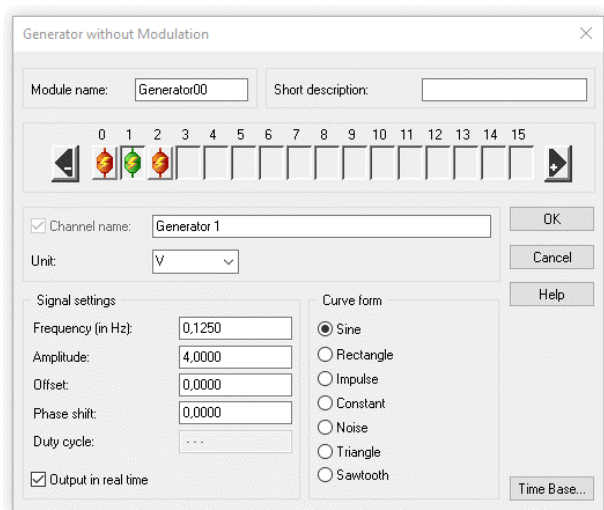 Generator without Modulation
Module name: Generator00 Short description:
0 1 2 3 4 5 6 7 8 9 10 11 12 13 14 15
- +
Channel name: Generator 1 OK
Unit: V Cancel
Help
Signal settings Curve form
Frequency (in Hz): 0,1250 Sine
Amplitude: 4,0000 Rectangle
Offset: 0,0000 Impulse
Phase shift: 0,0000 Constant
Duty cycle: - - - Noise
Triangle
Output in real time Sawtooth
Time Base...